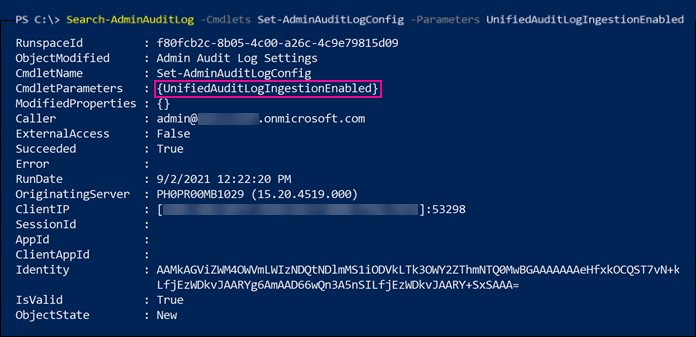 PS C:\> Search-AdminAuditLog -Cmdlets Set-AdminAuditLogConfig -Parameters UnifiedAuditLogIngestionEnabled
RunspaceId : f80fcb2c-8b05-4c00-a26c-4c9e79815d09
ObjectModified : Admin Audit Log Settings
CmdletName : Set-AdminAuditLogConfig
CmdletParameters : {UnifiedAuditLogIngestionEnabled}
ModifiedProperties : {}
Caller : admin@ .onmicrosoft.com
ExternalAccess : False
Succeeded : True
Error :
RunDate : 9/2/2021 12:22:20 PM
OriginatingServer : PH0PR00MB1029 (15.20.4519.000)
ClientIP : [ ]:53298
SessionId :
AppId :
ClientAppId :
Identity : AAMkAGViZWM4OWVmLWIzNDQtNDlmMS1iODVkLTk3OWY2ZThmNTQ0MwBGAAAAAAAeHfxkOCQST7vN+k
LfjEzWDkvJAARYg6AmAAD66wQn3A5nSILfjEzWDkvJAARY+SxSAAA=
IsValid : True
ObjectState : New